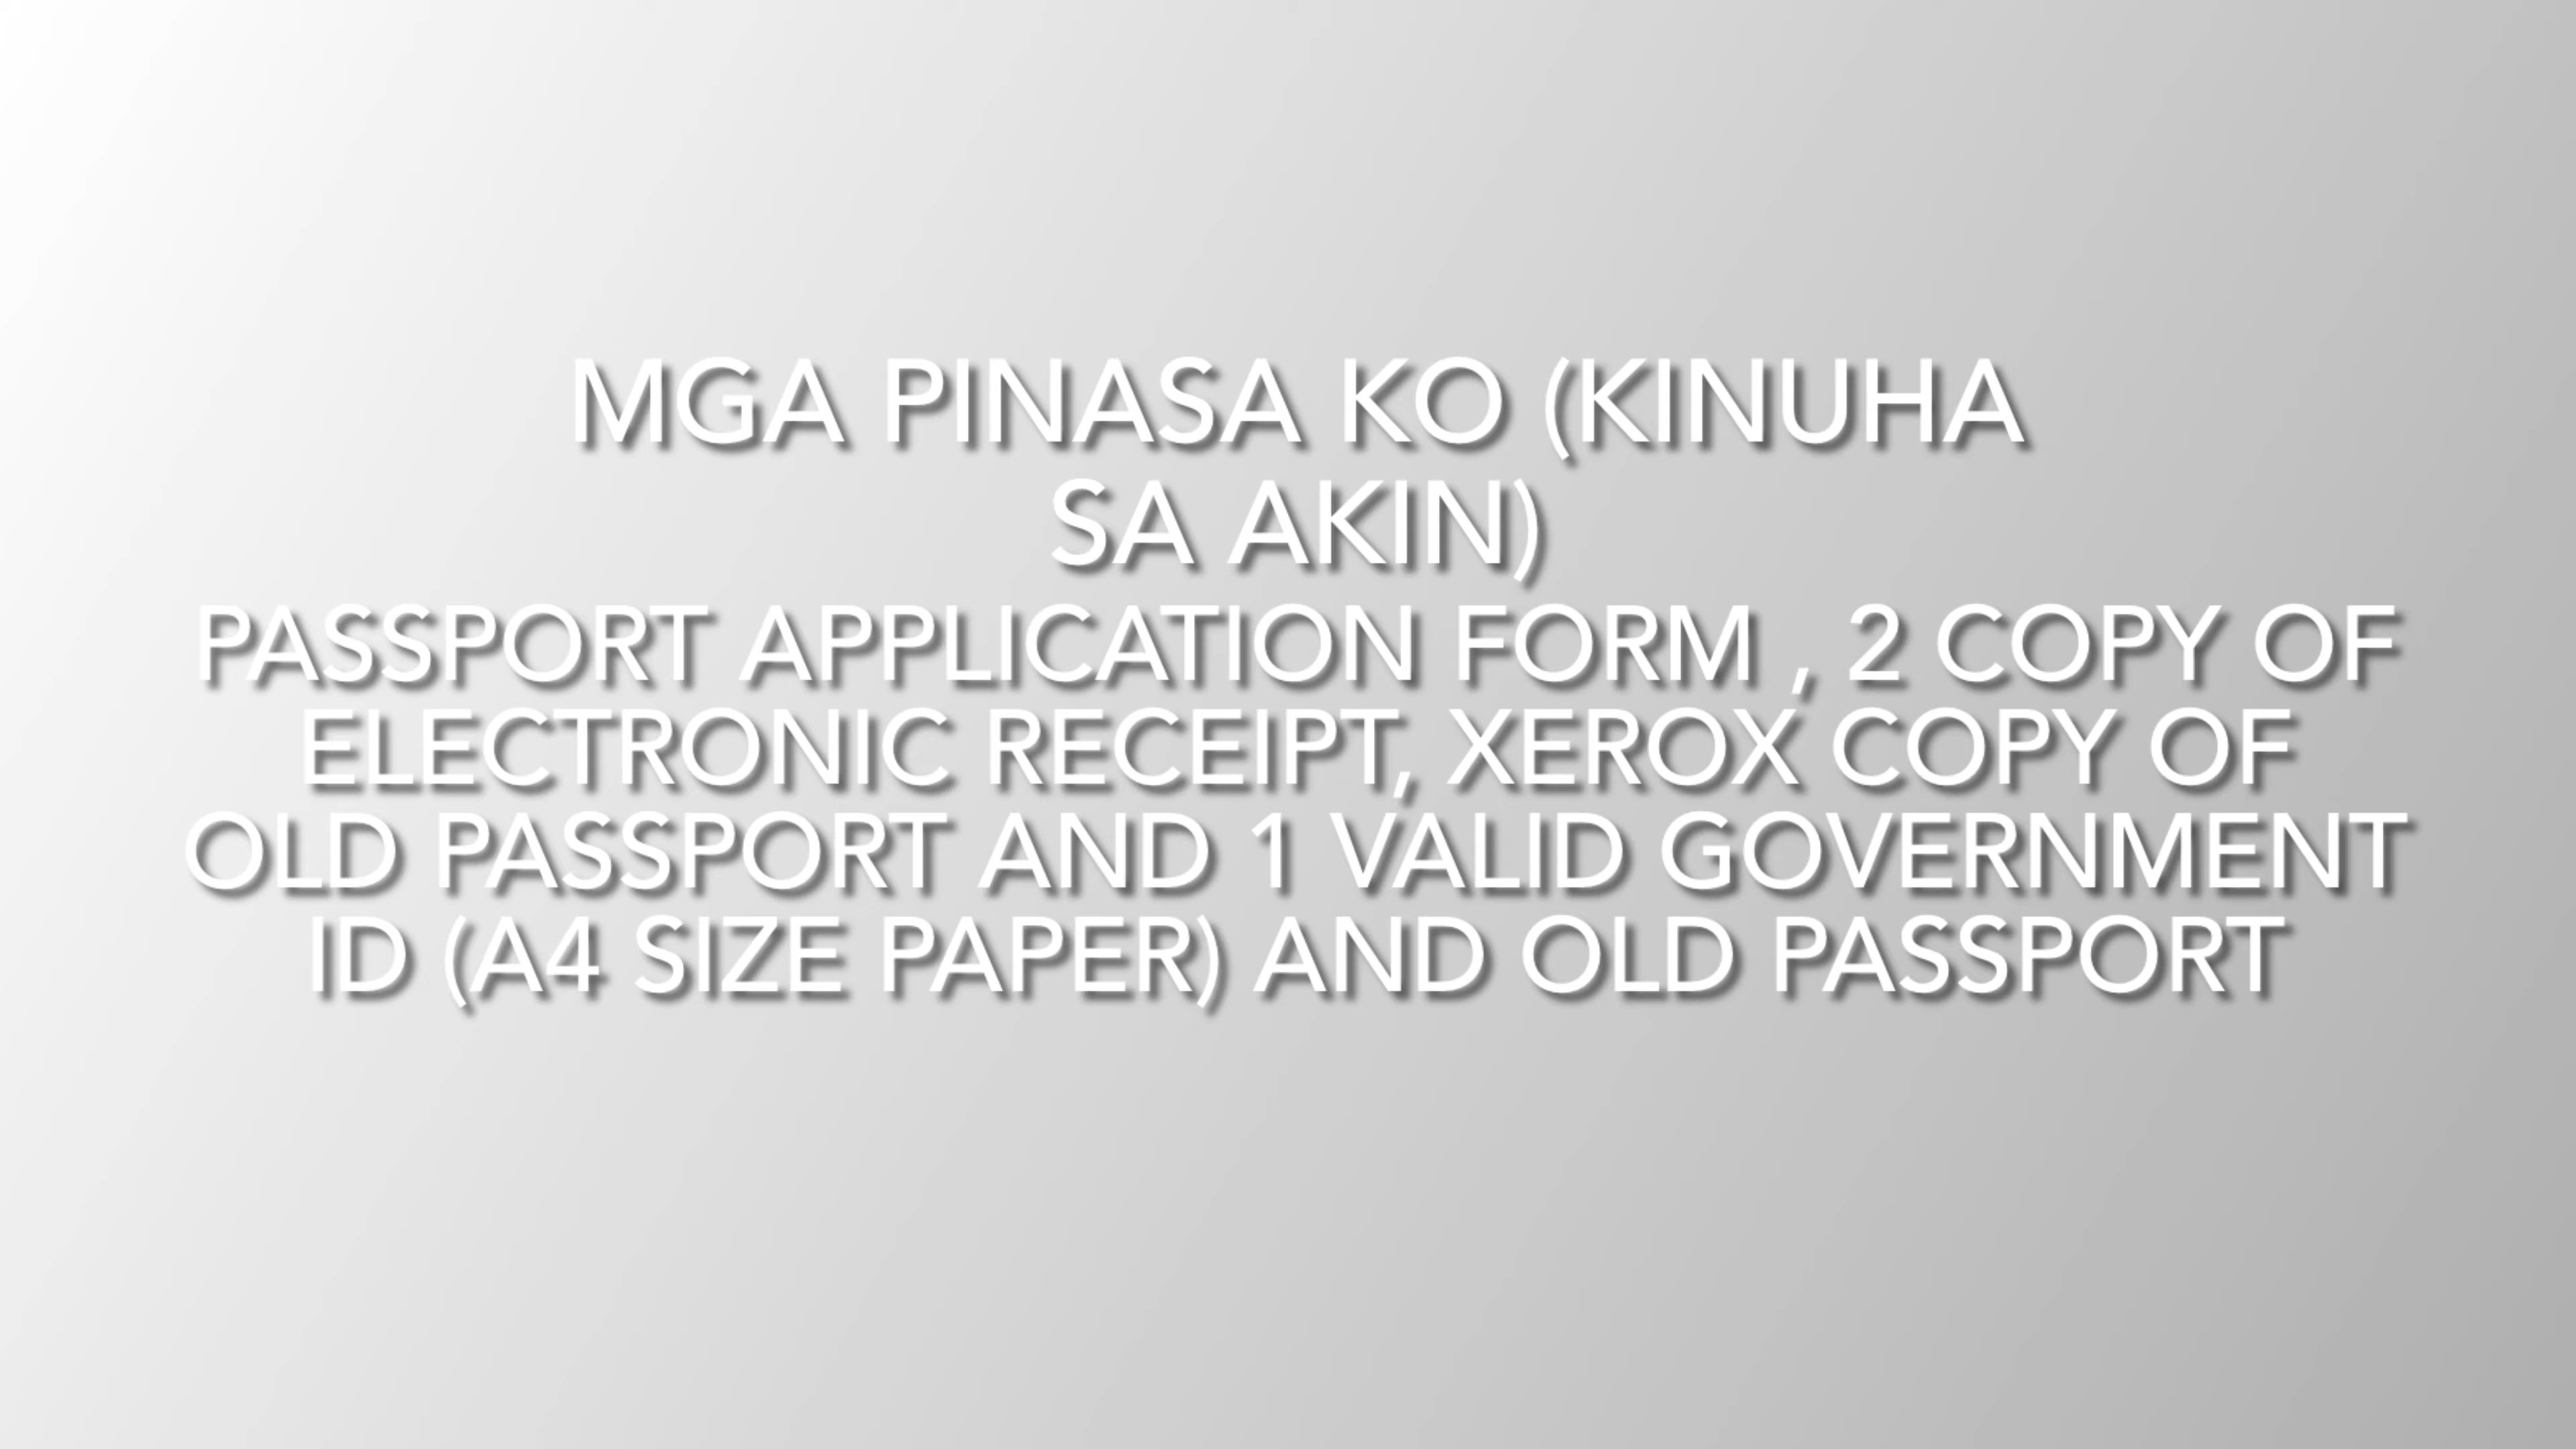 MGA PINASA KO (KINUHA
SA AKIN)
PASSPORT APPLICATION FORM , 2 COPY OF
ELECTRONIC RECEIPT, XEROX COPY OF
OLD PASSPORT AND 1 VALID GOVERNMENT
ID (A4 SIZE PAPER) AND OLD PASSPORT